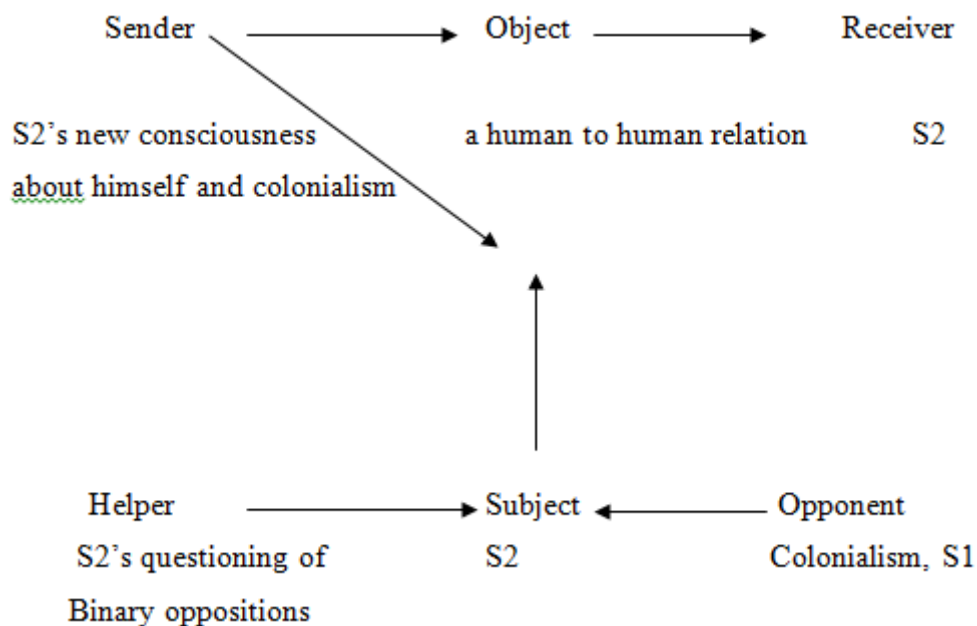 Sender Object Receiver
S2’s new consciousness a human to human relation S2
about himself and colonialism
Helper Subject Opponent
S2’s questioning of S2 Colonialism, S1
Binary oppositions